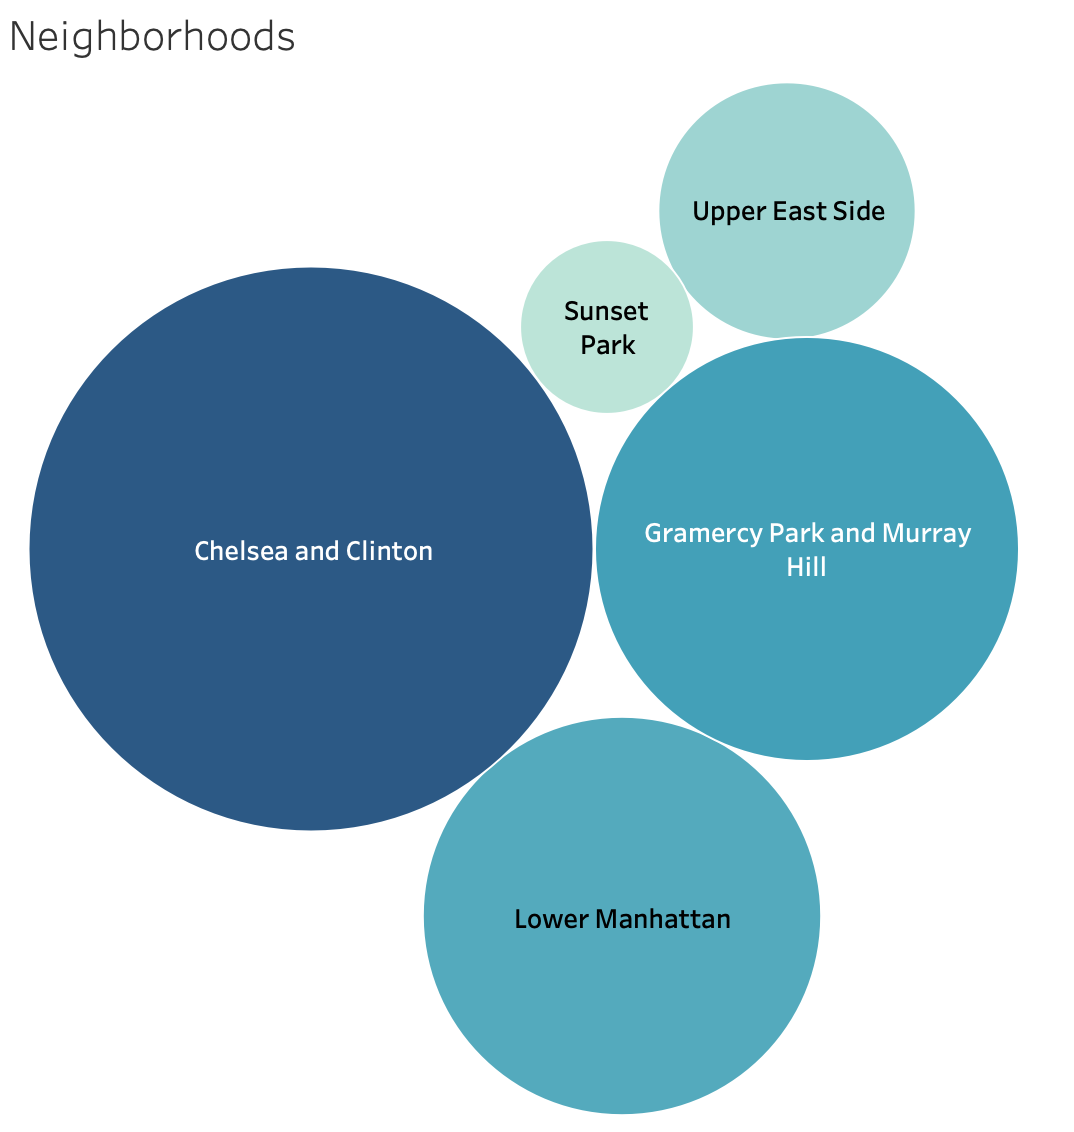 Neighborhoods
Upper East Side
Sunset
Park
Gramercy Park and Murray
Hill
Chelsea and Clinton
Lower Manhattan